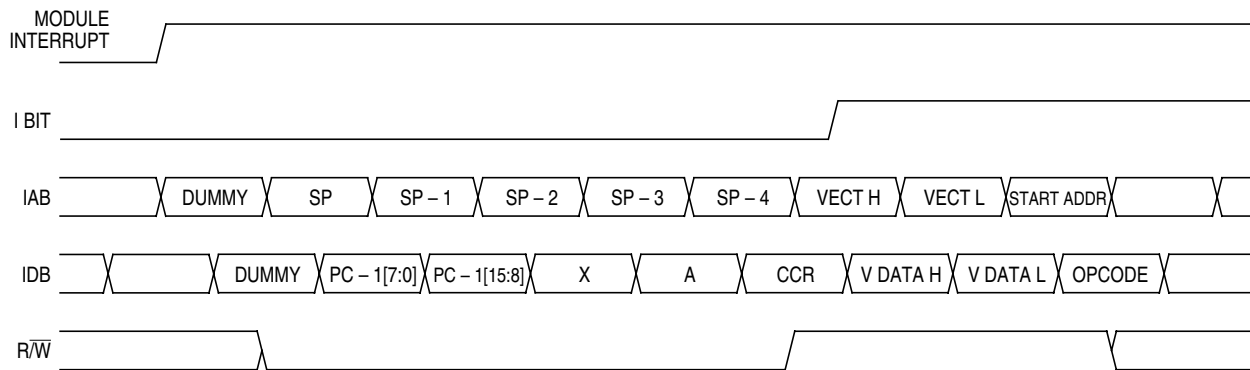 MODULE
INTERRUPT
I BIT
IAB DUMMY SP SP – 1 SP – 2 SP – 3 SP – 4 VECT H VECT L START ADDR
IDB DUMMY PC – 1[7:0] PC – 1[15:8] X A CCR V DATA H V DATA L OPCODE
R/W̅